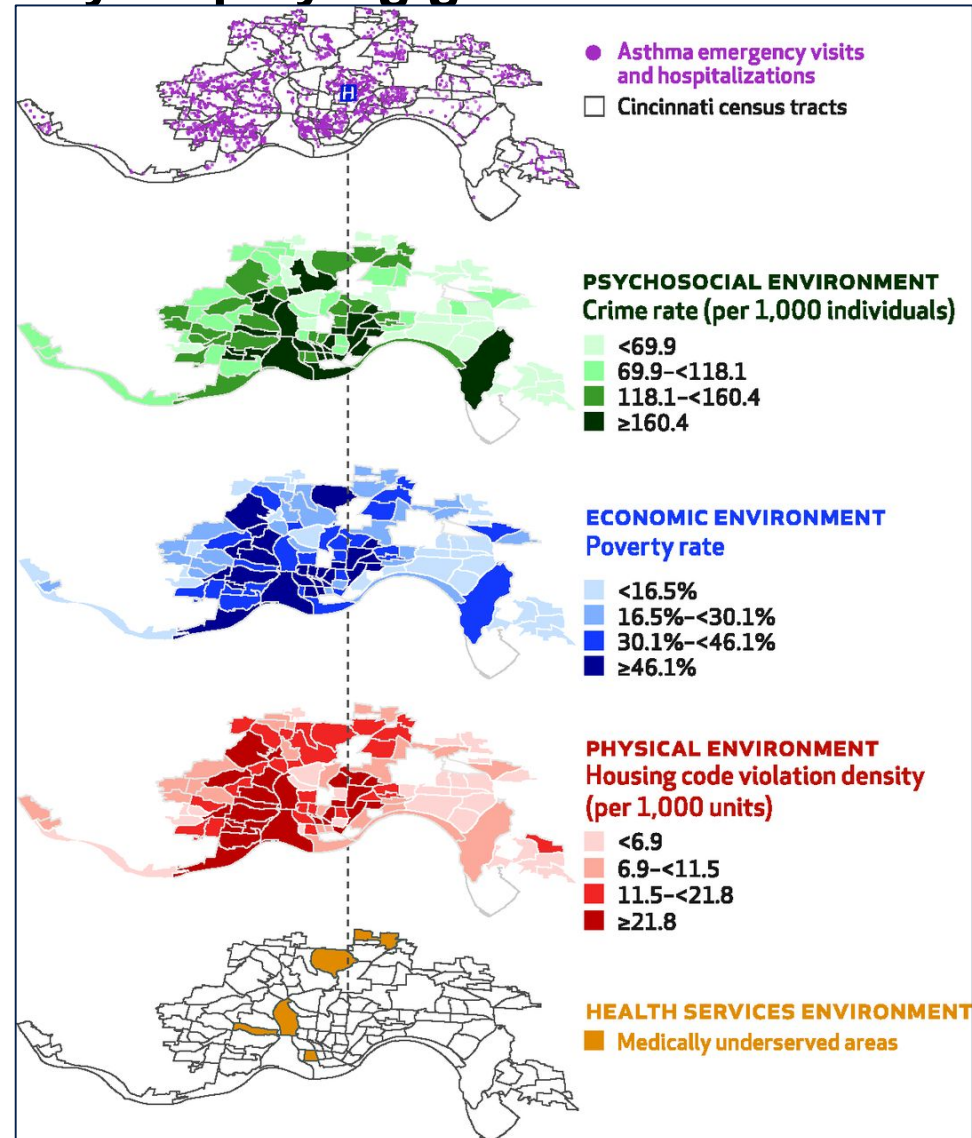 Asthma emergency visits
and hospitalizations
H
Cincinnati census tracts
PSYCHOSOCIAL ENVIRONMENT
Crime rate (per 1,000 individuals)
<69.9
69.9–<118.1
118.1–<160.4
≥160.4
ECONOMIC ENVIRONMENT
Poverty rate
<16.5%
16.5%–<30.1%
30.1%–<46.1%
≥46.1%
PHYSICAL ENVIRONMENT
Housing code violation density
(per 1,000 units)
<6.9
6.9–<11.5
11.5–<21.8
≥21.8
HEALTH SERVICES ENVIRONMENT
Medically underserved areas